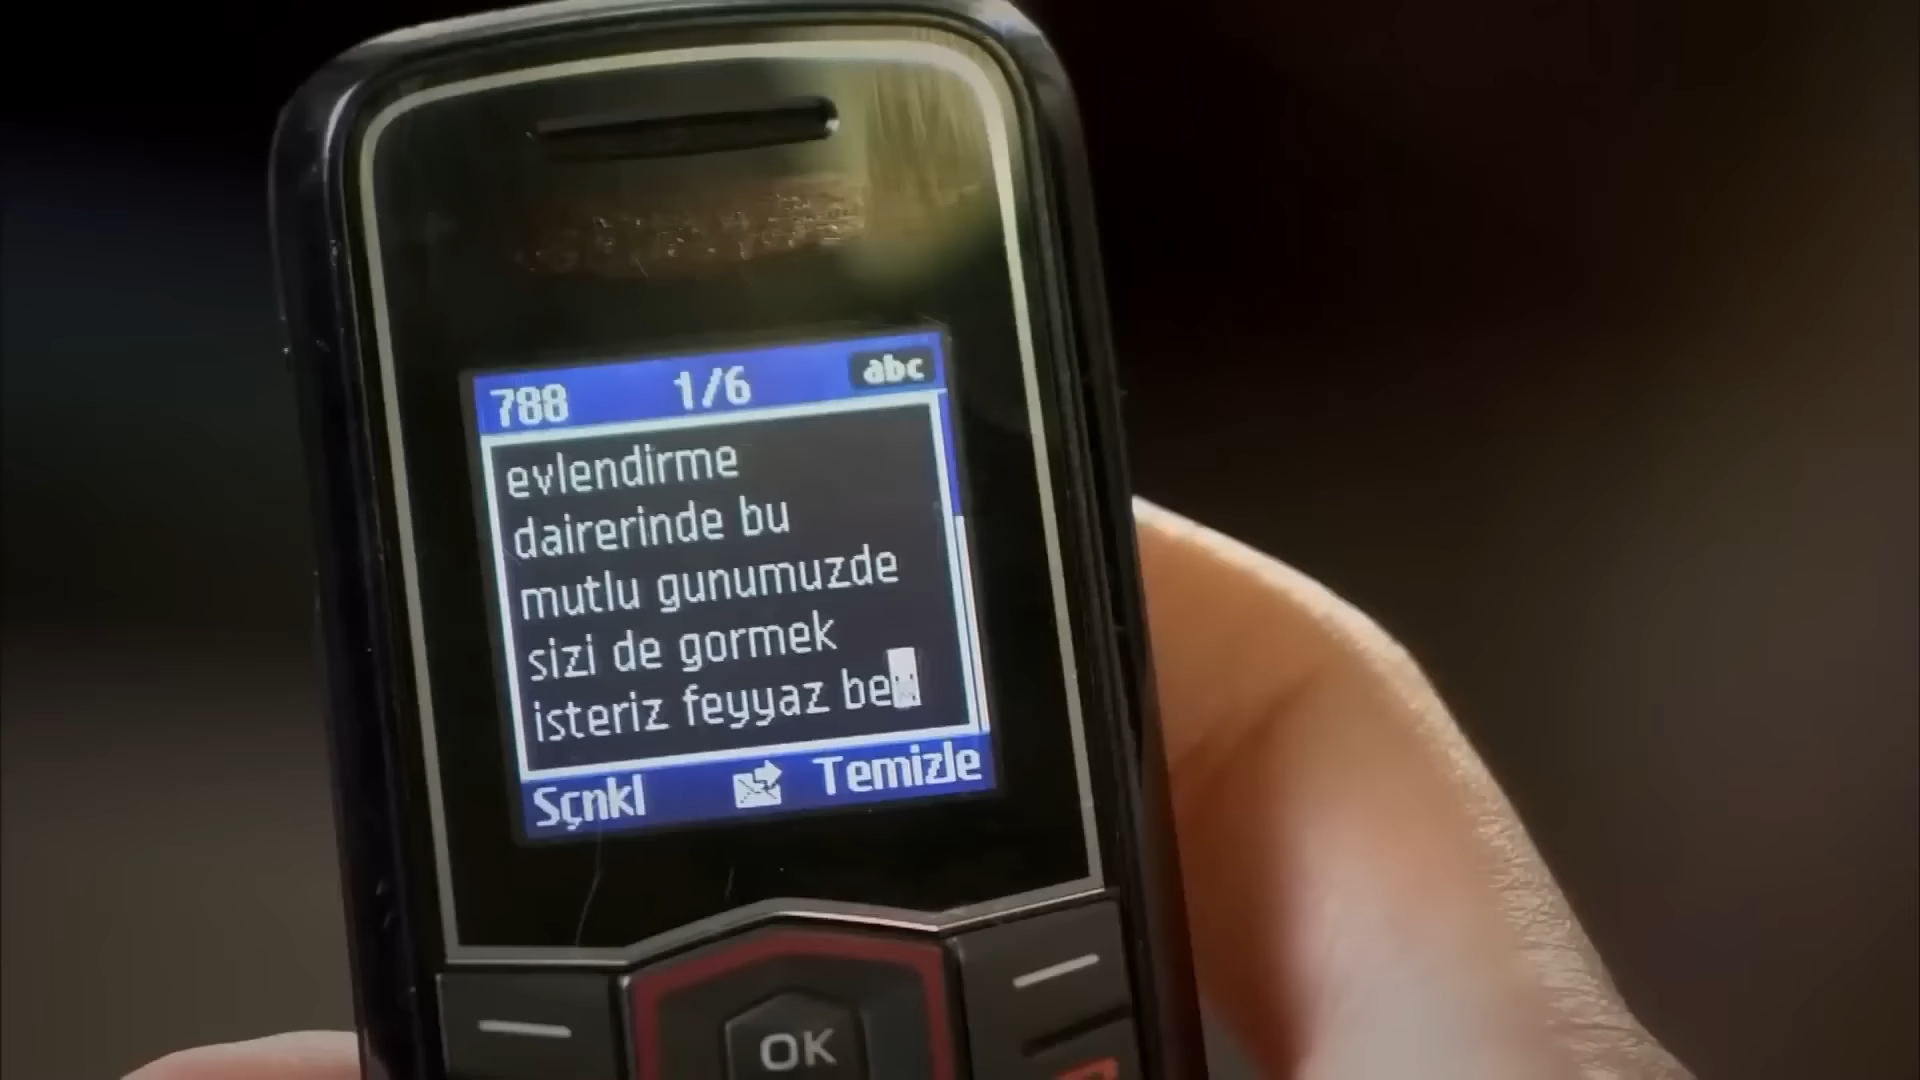 788 1/6 abc
evlendirme
dairerinde bu
mutlu gunumuzde
sizi de gormek
isteriz feyyaz be
Sçnkl Temizle
OK